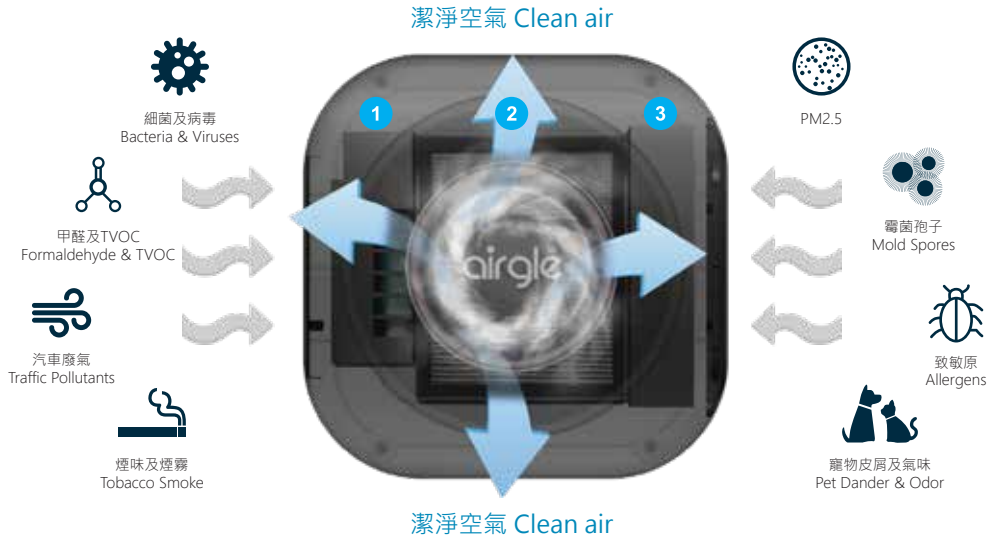 潔淨空氣 Clean air
細菌及病毒
Bacteria & Viruses
甲醛及TVOC
Formaldehyde & TVOC
汽車廢氣
Traffic Pollutants
煙味及煙霧
Tobacco Smoke
1
2
3
airgle
PM2.5
霉菌孢子
Mold Spores
致敏原
Allergens
寵物皮屑及氣味
Pet Dander & Odor
潔淨空氣 Clean air